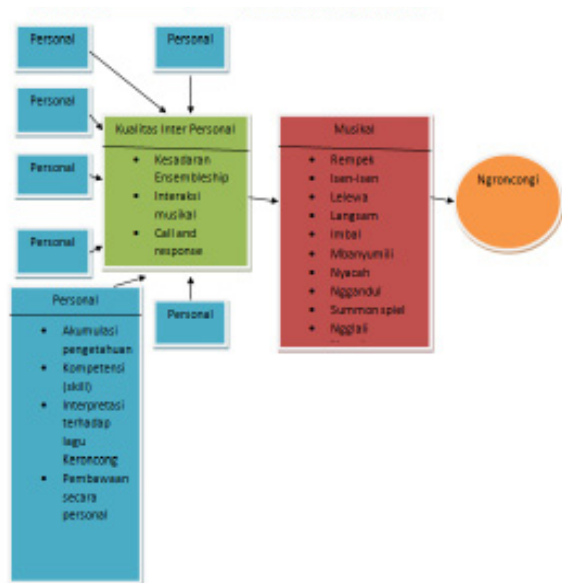 Personal
Personal
Personal
Personal
Personal
Kualitas Inter Personal
Kesadaran
Ensembleship
Interaksi
musikal
Call and
response
Musikal
Rempek
Isen-isen
Lelewa
Langsam
Imbal
Mbanyumili
Nyacah
Nggandul
Summon spiel
Ngglali
Ngroncongi
Personal
Personal
Akumulasi
pengetahuan
Kompetensi
(skill)
Interpretasi
terhadap
lagu
Keroncong
Pembawaan
secara
personal